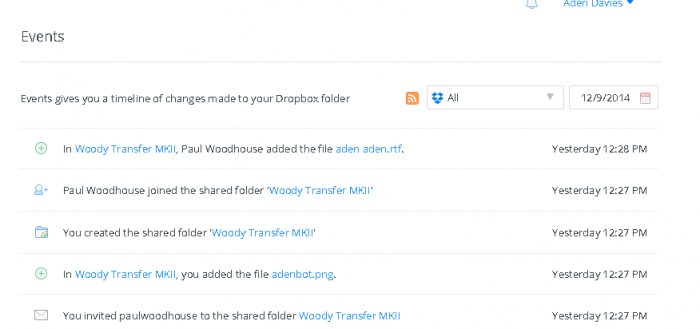 Aden Davies
Events
Events gives you a timeline of changes made to your Dropbox folder
All
12/9/2014
In Woody Transfer MKII, Paul Woodhouse added the file aden aden.rtf. Yesterday 12:28 PM
Paul Woodhouse joined the shared folder 'Woody Transfer MKII' Yesterday 12:27 PM
You created the shared folder 'Woody Transfer MKII' Yesterday 12:27 PM
In Woody Transfer MKII, you added the file adenbot.png. Yesterday 12:27 PM
You invited paulwoodhouse to the shared folder Woody Transfer MKII Yesterday 12:27 PM